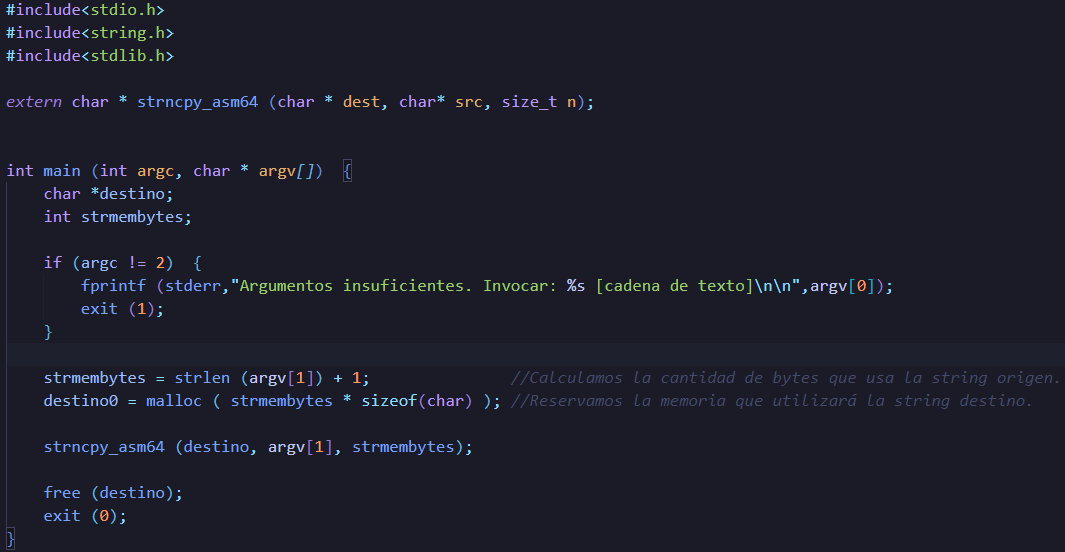 #include<stdio.h>
#include<string.h>
#include<stdlib.h>
extern char * strncpy_asm64 (char * dest, char* src, size_t n);
int main (int argc, char * argv[])  {
char *destino;
int strmembytes;
if (argc != 2)  {
fprintf (stderr,"Argumentos insuficientes. Invocar: %s [cadena de texto]\n\n",argv[0]);
exit (1);
}
strmembytes = strlen (argv[1]) + 1;               //Calculamos la cantidad de bytes que usa la string origen.
destino0 = malloc ( strmembytes * sizeof(char) ); //Reservamos la memoria que utilizará la string destino.
strncpy_asm64 (destino, argv[1], strmembytes);
free (destino);
exit (0);
}